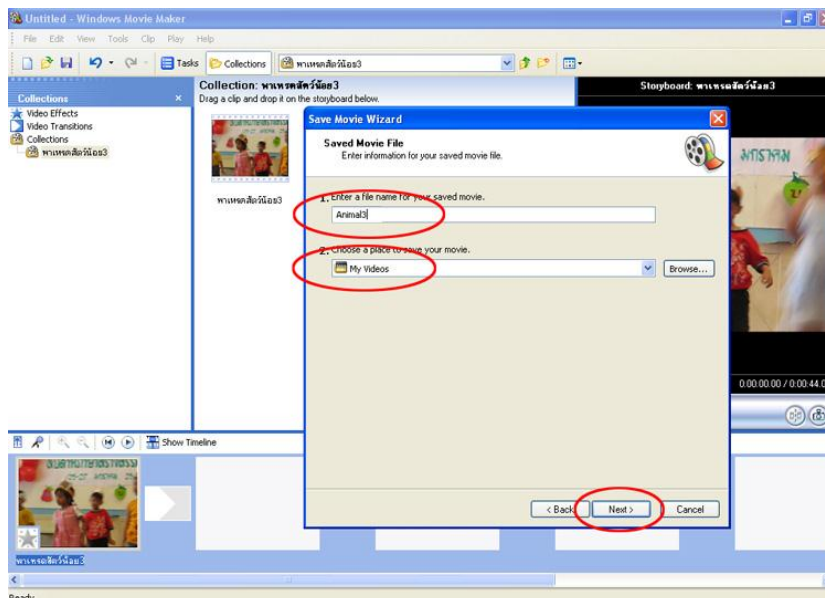 Untitled - Windows Movie Maker
File Edit View Tools Clip Play Help
Tasks Collections พาเหรดสัตว์น้อย3
Collections ×
Video Effects
Video Transitions
Collections
พาเหรดสัตว์น้อย3
Collection: พาเหรดสัตว์น้อย3
Drag a clip and drop it on the storyboard below.
พาเหรดสัตว์น้อย3
Storyboard: พาเหรดสัตว์น้อย3
มกราคม
0:00:00.00 / 0:00:44.0
Save Movie Wizard
Saved Movie File
Enter information for your saved movie file.
1. Enter a file name for your saved movie.
Animal3
2. Choose a place to save your movie.
My Videos
Browse...
< Back Next > Cancel
Show Timeline
พาเหรดสัตว์น้อย3
Ready